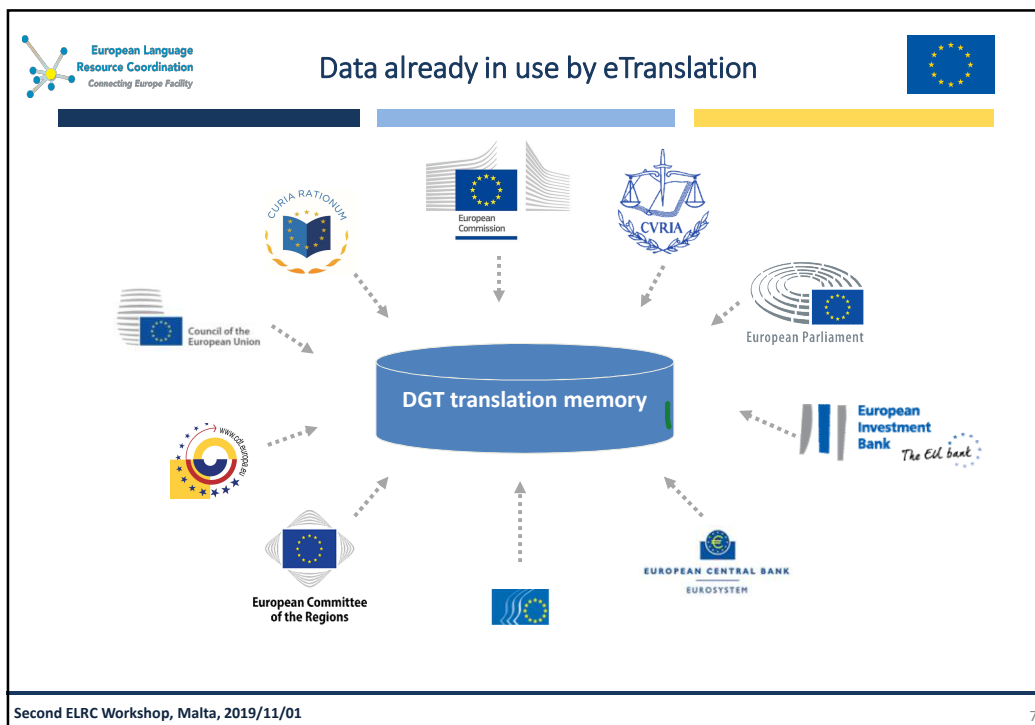 European Language
Resource Coordination
Connecting Europe Facility
Data already in use by eTranslation
CURIA RATIONUM
European
Commission
CVRIA
Council of the
European Union
European Parliament
DGT translation memory
European
Investment
Bank
The EU bank
www.cdt.europa.eu
European Committee
of the Regions
€
EUROPEAN CENTRAL BANK
EUROSYSTEM
Second ELRC Workshop, Malta, 2019/11/01
7